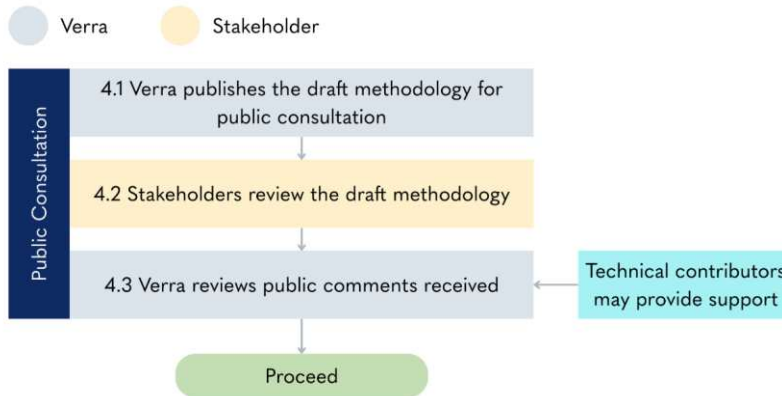 Verra
Stakeholder
Public Consultation
4.1 Verra publishes the draft methodology for
public consultation
4.2 Stakeholders review the draft methodology
4.3 Verra reviews public comments received
Technical contributors
may provide support
Proceed